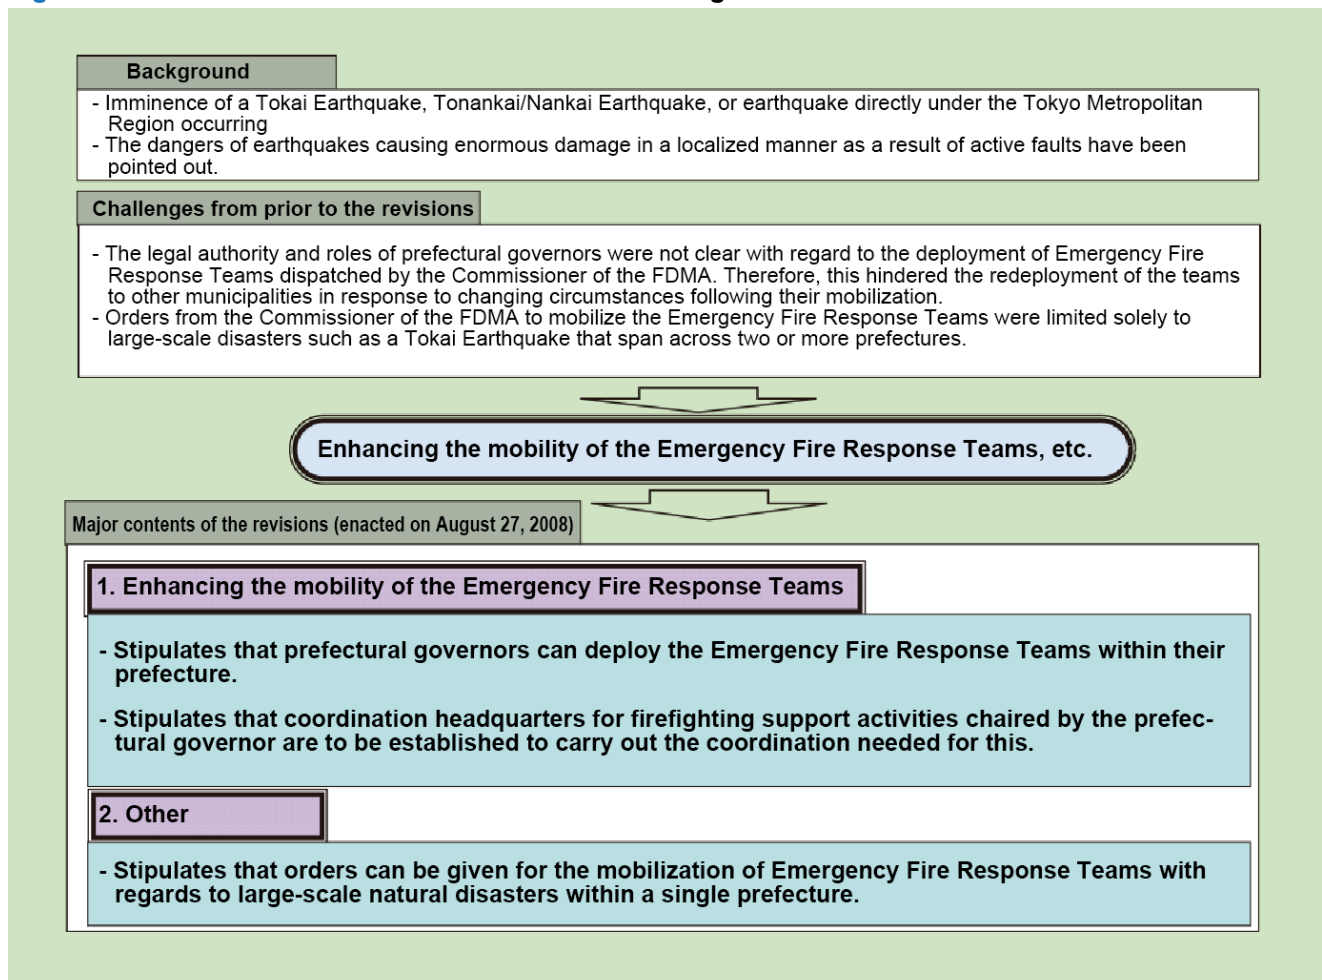 Background
- Imminence of a Tokai Earthquake, Tonankai/Nankai Earthquake, or earthquake directly under the Tokyo Metropolitan
Region occurring
- The dangers of earthquakes causing enormous damage in a localized manner as a result of active faults have been
pointed out.
Challenges from prior to the revisions
- The legal authority and roles of prefectural governors were not clear with regard to the deployment of Emergency Fire
Response Teams dispatched by the Commissioner of the FDMA. Therefore, this hindered the redeployment of the teams
to other municipalities in response to changing circumstances following their mobilization.
- Orders from the Commissioner of the FDMA to mobilize the Emergency Fire Response Teams were limited solely to
large-scale disasters such as a Tokai Earthquake that span across two or more prefectures.
Enhancing the mobility of the Emergency Fire Response Teams, etc.
Major contents of the revisions (enacted on August 27, 2008)
1. Enhancing the mobility of the Emergency Fire Response Teams
- Stipulates that prefectural governors can deploy the Emergency Fire Response Teams within their
prefecture.
- Stipulates that coordination headquarters for firefighting support activities chaired by the prefec-
tural governor are to be established to carry out the coordination needed for this.
2. Other
- Stipulates that orders can be given for the mobilization of Emergency Fire Response Teams with
regards to large-scale natural disasters within a single prefecture.